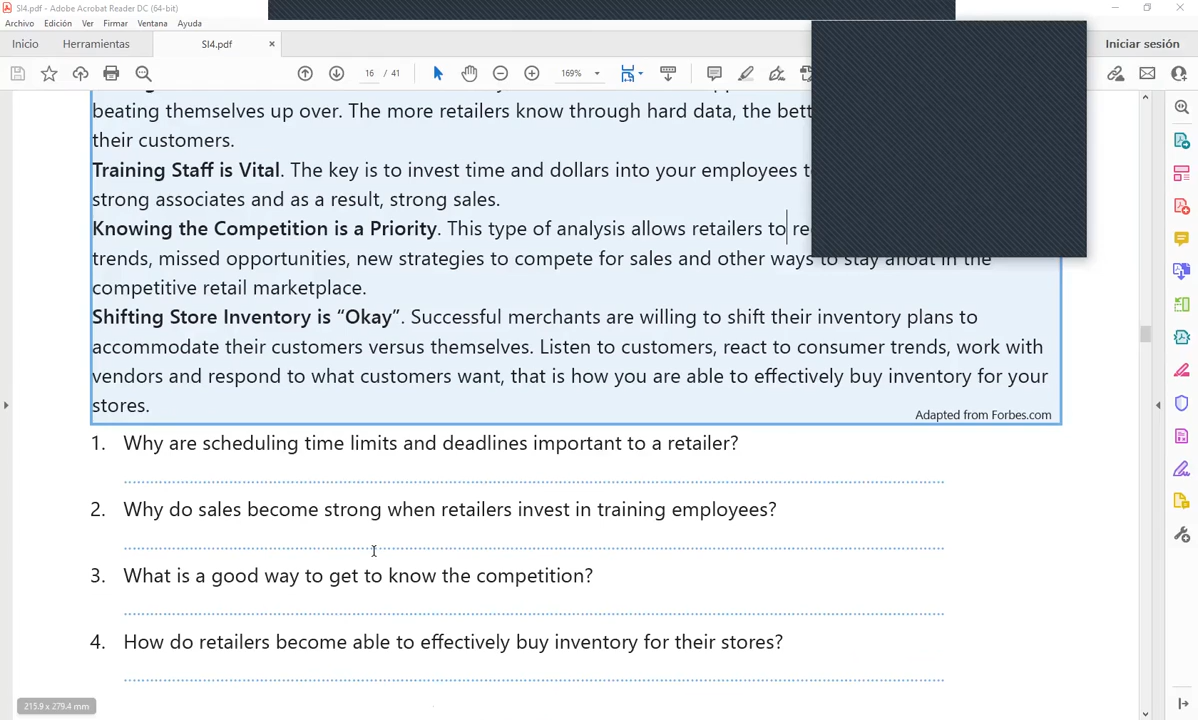 SI4.pdf - Adobe Acrobat Reader DC (64-bit)
Archivo Edición Ver Firmar Ventana Ayuda
Inicio Herramientas SI4.pdf × Iniciar sesión
16 / 41 169%
beating themselves up over. The more retailers know through hard data, the
their customers.
Training Staff is Vital. The key is to invest time and dollars into your employees
strong associates and as a result, strong sales.
Knowing the Competition is a Priority. This type of analysis allows retailers to
trends, missed opportunities, new strategies to compete for sales and other ways to stay afloat in the
competitive retail marketplace.
Shifting Store Inventory is “Okay”. Successful merchants are willing to shift their inventory plans to
accommodate their customers versus themselves. Listen to customers, react to consumer trends, work with
vendors and respond to what customers want, that is how you are able to effectively buy inventory for your
stores.
Adapted from Forbes.com
1. Why are scheduling time limits and deadlines important to a retailer?
2. Why do sales become strong when retailers invest in training employees?
3. What is a good way to get to know the competition?
4. How do retailers become able to effectively buy inventory for their stores?
215.9 x 279.4 mm